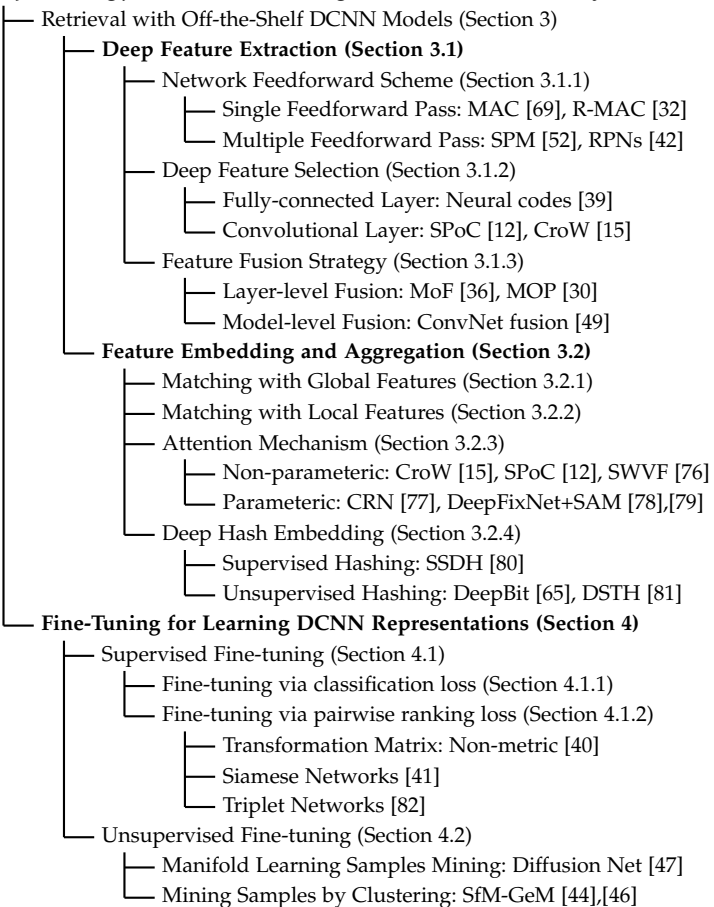 Retrieval with Off-the-Shelf DCNN Models (Section 3)
Deep Feature Extraction (Section 3.1)
Network Feedforward Scheme (Section 3.1.1)
Single Feedforward Pass: MAC [69], R-MAC [32]
Multiple Feedforward Pass: SPM [52], RPNs [42]
Deep Feature Selection (Section 3.1.2)
Fully-connected Layer: Neural codes [39]
Convolutional Layer: SPoC [12], CroW [15]
Feature Fusion Strategy (Section 3.1.3)
Layer-level Fusion: MoF [36], MOP [30]
Model-level Fusion: ConvNet fusion [49]
Feature Embedding and Aggregation (Section 3.2)
Matching with Global Features (Section 3.2.1)
Matching with Local Features (Section 3.2.2)
Attention Mechanism (Section 3.2.3)
Non-parameteric: CroW [15], SPoC [12], SWVF [76]
Parameteric: CRN [77], DeepFixNet+SAM [78],[79]
Deep Hash Embedding (Section 3.2.4)
Supervised Hashing: SSDH [80]
Unsupervised Hashing: DeepBit [65], DSTH [81]
Fine-Tuning for Learning DCNN Representations (Section 4)
Supervised Fine-tuning (Section 4.1)
Fine-tuning via classification loss (Section 4.1.1)
Fine-tuning via pairwise ranking loss (Section 4.1.2)
Transformation Matrix: Non-metric [40]
Siamese Networks [41]
Triplet Networks [82]
Unsupervised Fine-tuning (Section 4.2)
Manifold Learning Samples Mining: Diffusion Net [47]
Mining Samples by Clustering: SfM-GeM [44],[46]